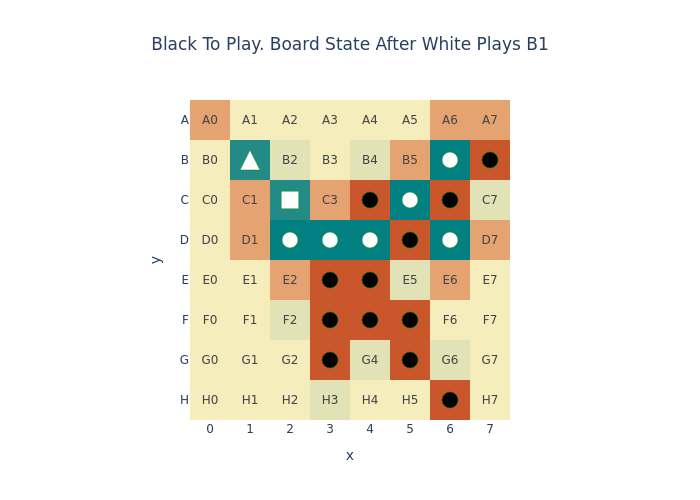 Black To Play. Board State After White Plays B1
A A0 A1 A2 A3 A4 A5 A6 A7
B B0 B2 B3 B4 B5
C C0 C1 C3 C7
D D0 D1 D7
E E0 E1 E2 E5 E6 E7
F F0 F1 F2 F6 F7
G G0 G1 G2 G4 G6 G7
H H0 H1 H2 H3 H4 H5 H7
0 1 2 3 4 5 6 7
x
y